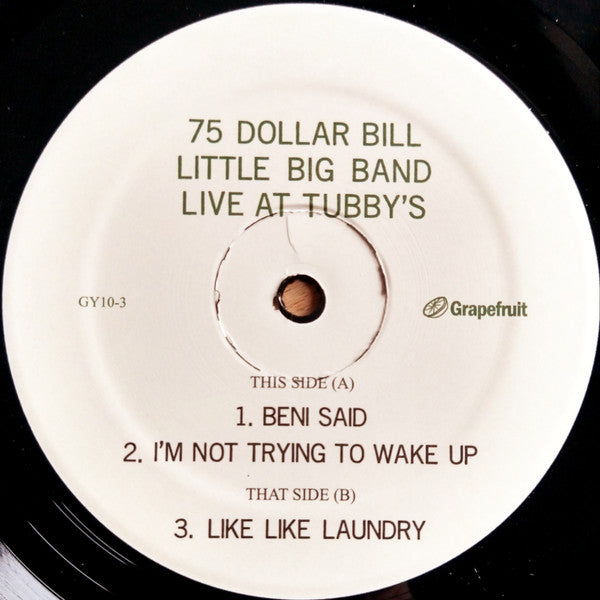 75 DOLLAR BILL
LITTLE BIG BAND
LIVE AT TUBBY'S
GY10-3
Grapefruit
THIS SIDE (A)
1. BENI SAID
2. I'M NOT TRYING TO WAKE UP
THAT SIDE (B)
3. LIKE LIKE LAUNDRY